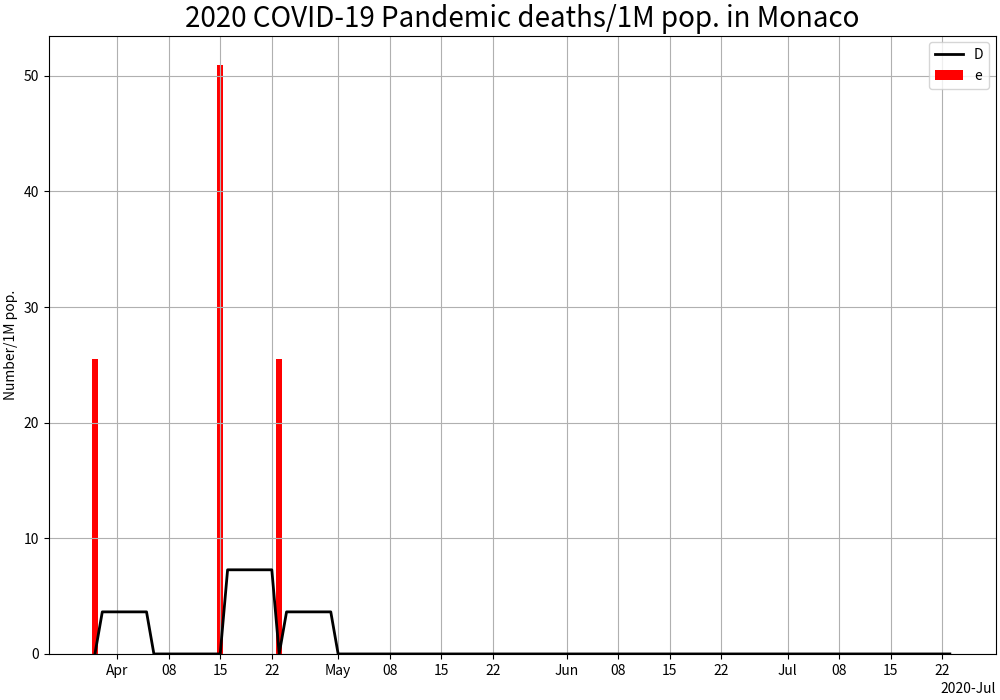 2020 COVID-19 Pandemic deaths/1M pop. in Monaco
D
e
50
40
30
20
10
0
Number/1M pop.
Apr 08 15 22 May 08 15 22 Jun 08 15 22 Jul 08 15 22
2020-Jul